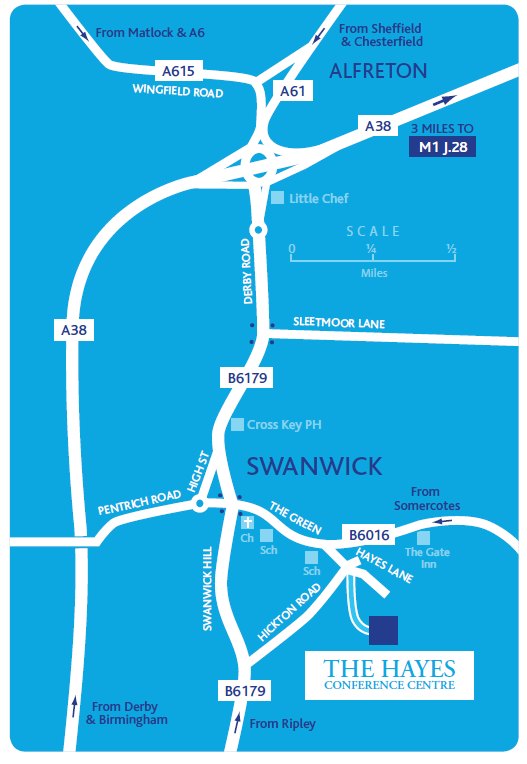 From Matlock & A6
From Sheffield
& Chesterfield
A615
WINGFIELD ROAD
A61
ALFRETON
A38
3 MILES TO
M1 J.28
Little Chef
SCALE
0 ¼ ½
Miles
DERBY ROAD
SLEETMOOR LANE
A38
B6179
Cross Key PH
SWANWICK
HIGH ST
PENTRICH ROAD
THE GREEN
From
Somercotes
B6016
Ch
Sch
Sch
The Gate
Inn
HAYES LANE
SWANWICK HILL
HICKTON ROAD
THE HAYES
CONFERENCE CENTRE
B6179
From Derby
& Birmingham
From Ripley